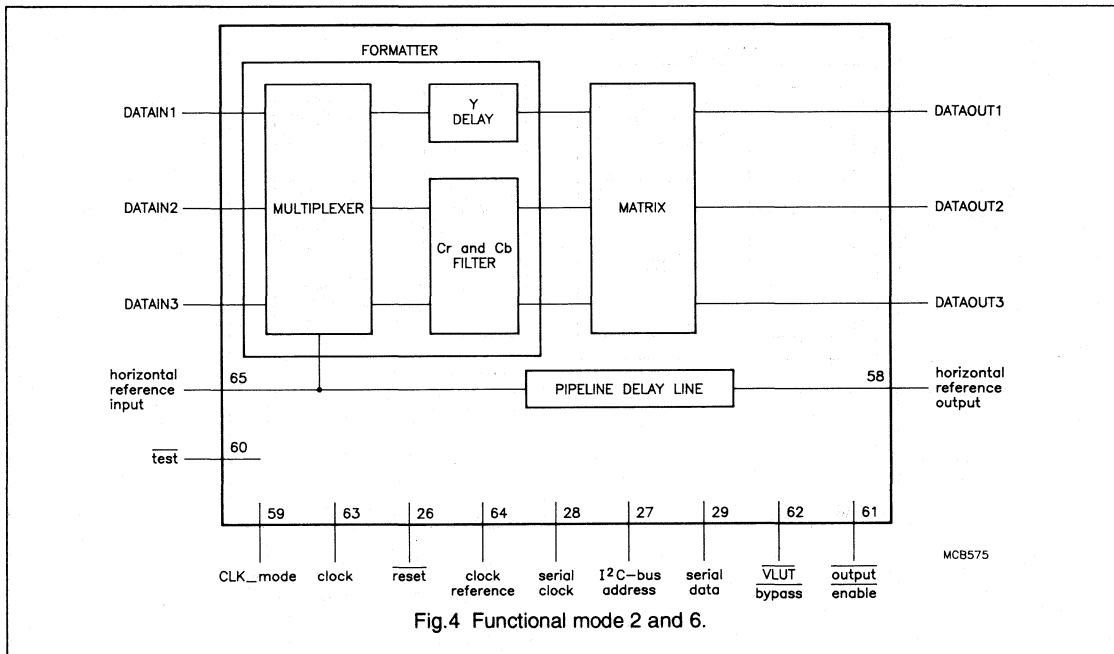 FORMATTER
DATAIN1
Y
DELAY
DATAOUT1
DATAIN2
MULTIPLEXER
Cr and Cb
FILTER
MATRIX
DATAOUT2
DATAIN3
DATAOUT3
horizontal
reference
input
65
PIPELINE DELAY LINE
58
horizontal
reference
output
test
60
59
63
26
64
28
27
29
62
61
MCB575
CLK_mode
clock
reset
clock
reference
serial
clock
I²C-bus
address
serial
data
VLUT
bypass
output
enable
Fig.4 Functional mode 2 and 6.